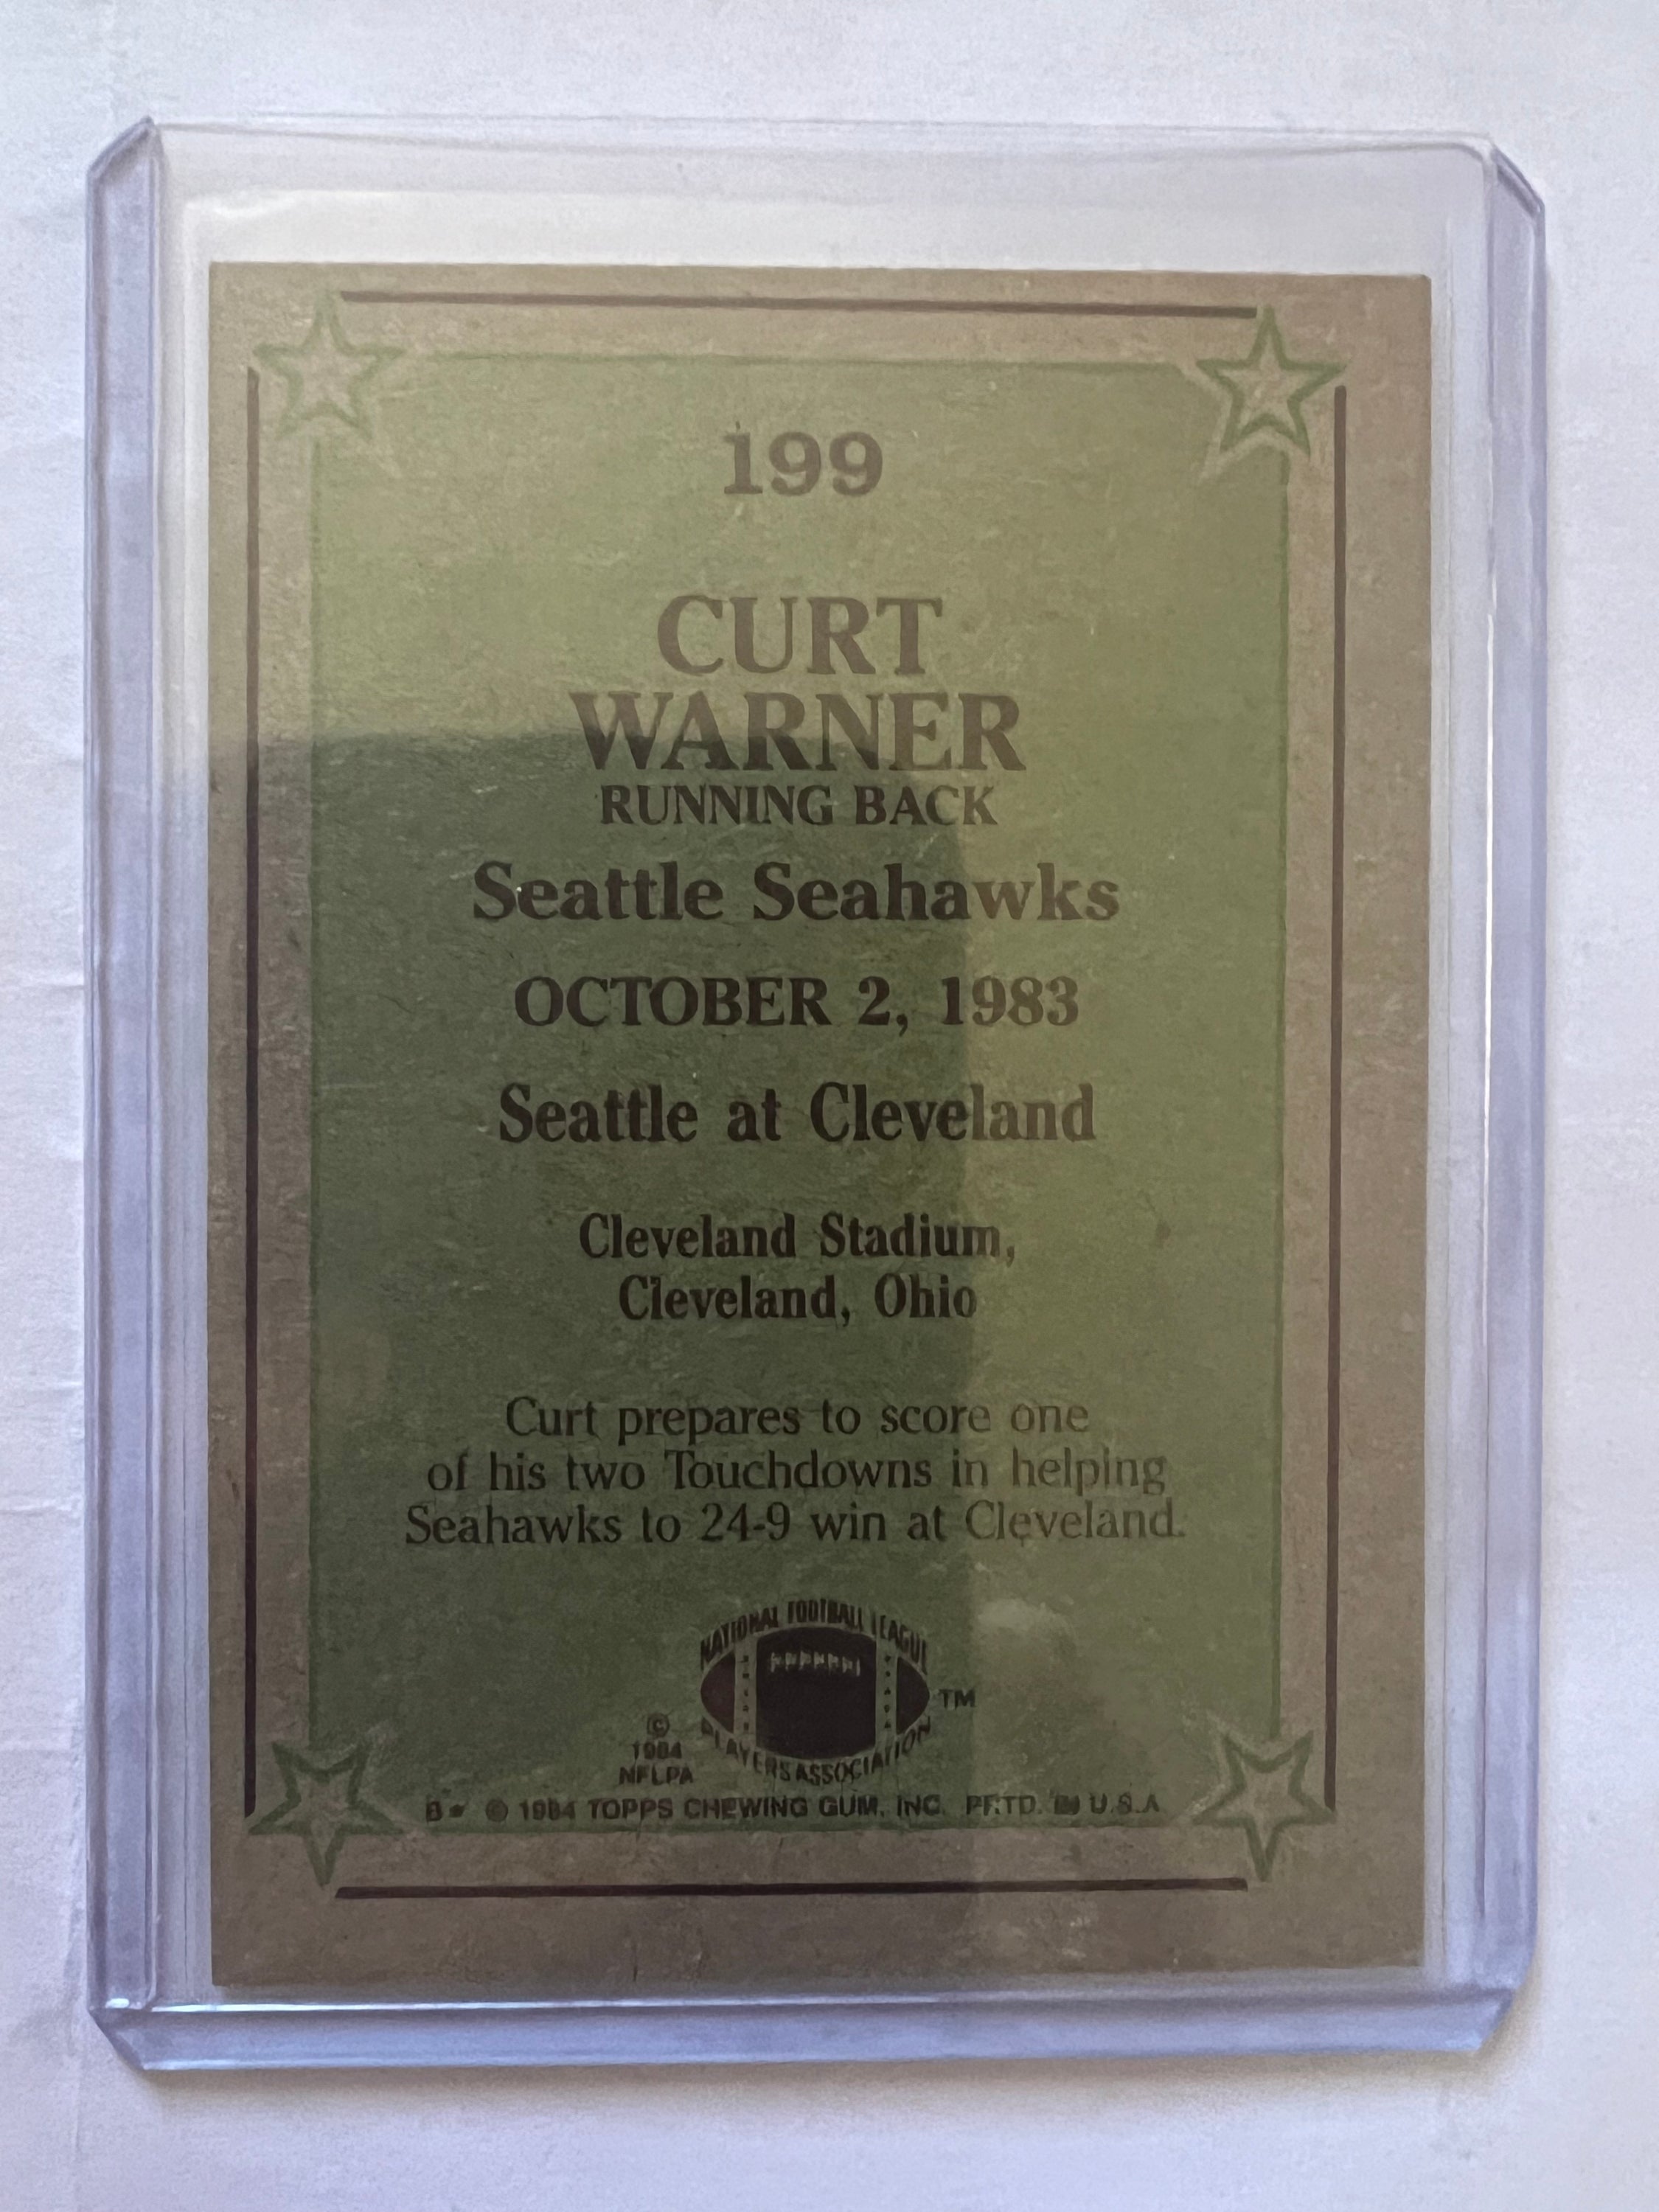 199
CURT
WARNER
RUNNING BACK
Seattle Seahawks
OCTOBER 2, 1983
Seattle at Cleveland
Cleveland Stadium,
Cleveland, Ohio
Curt prepares to score one
of his two Touchdowns in helping
Seahawks to 24-9 win at Cleveland.
NATIONAL FOOTBALL LEAGUE
PLAYERS ASSOCIATION
TM
©
1984
NFLPA
B* © 1984 TOPPS CHEWING GUM, INC. PRTD. IN U.S.A